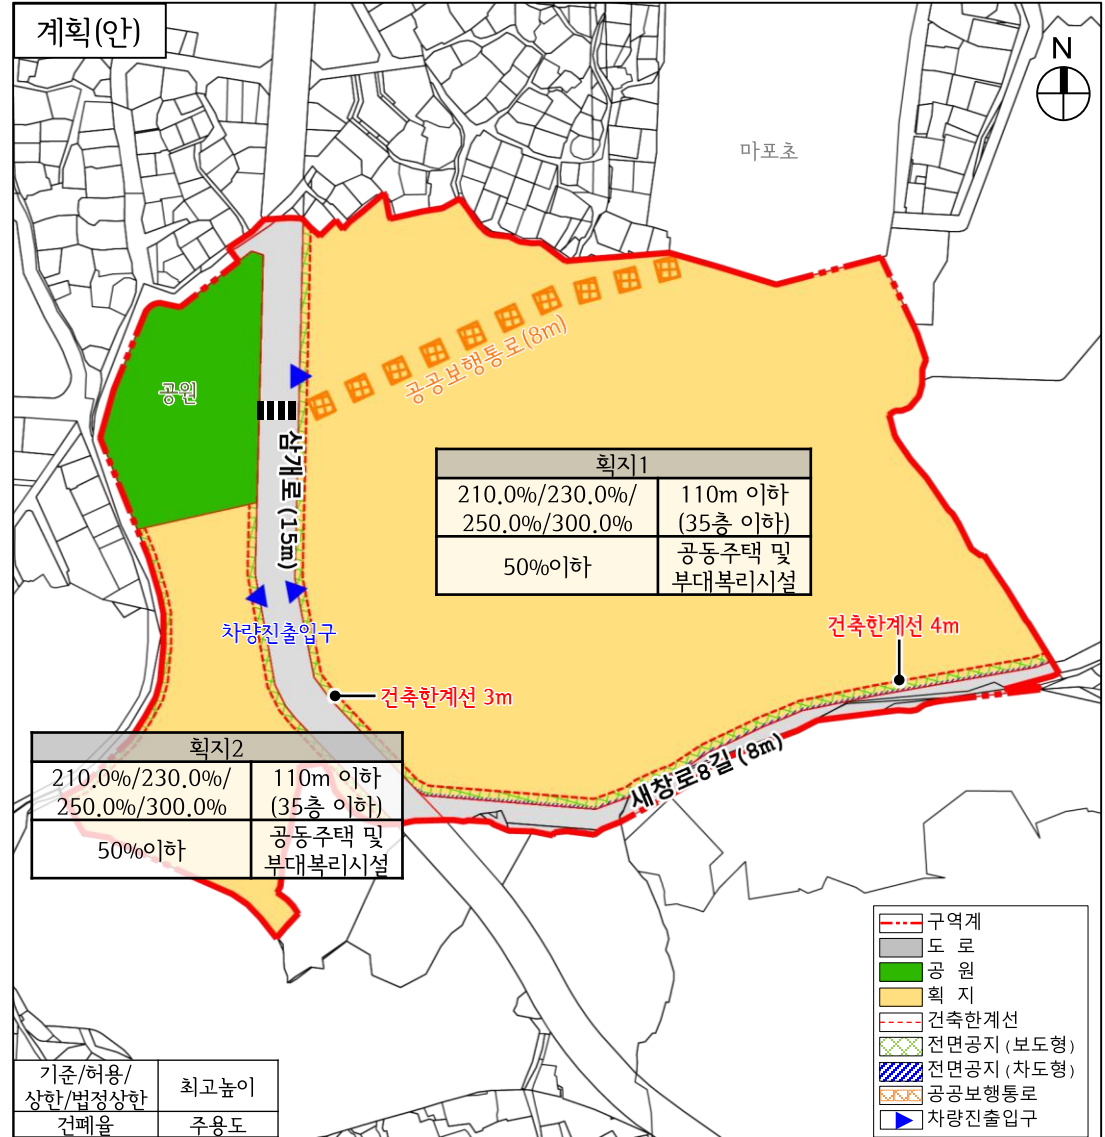 계획(안)
N
마포초
공원
공공보행통로(8m)
삼개로 (15m)
획지1
210.0%/230.0%/
250.0%/300.0%
110m 이하
(35층 이하)
50%이하
공동주택 및
부대복리시설
차량진출입구
건축한계선 4m
건축한계선 3m
새창로8길 (8m)
획지2
210.0%/230.0%/
250.0%/300.0%
110m 이하
(35층 이하)
50%이하
공동주택 및
부대복리시설
구역계
도 로
공 원
획 지
건축한계선
전면공지 (보도형)
전면공지 (차도형)
공공보행통로
차량진출입구
기준/허용/
상한/법정상한
최고높이
건폐율
주용도